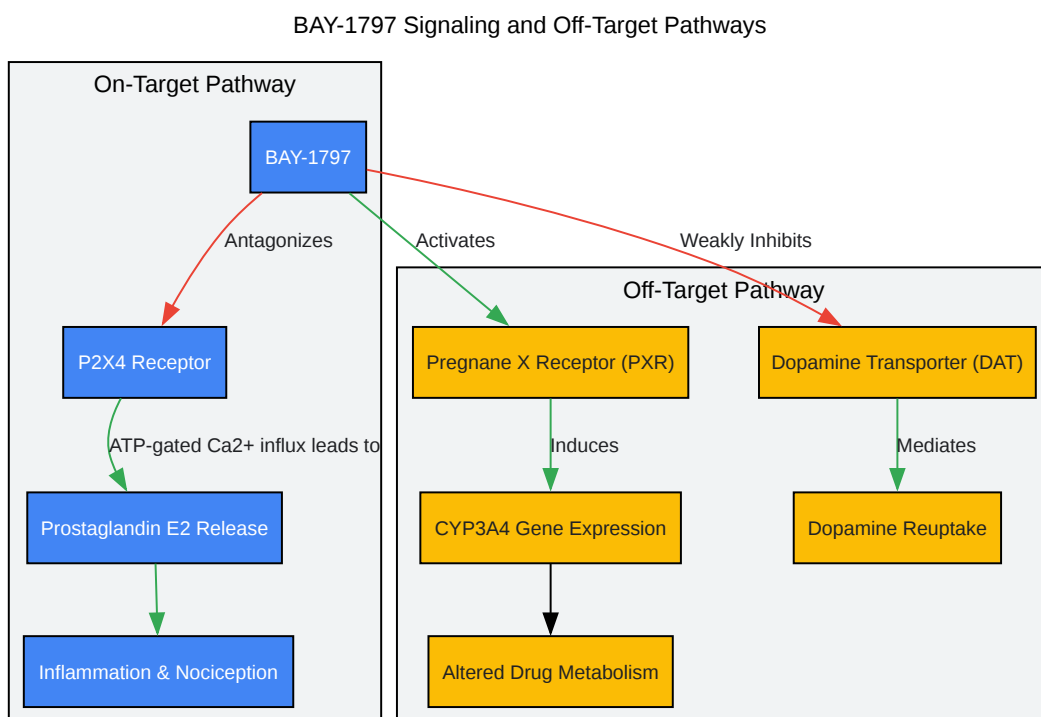 BAY-1797 Signaling and Off-Target Pathways
On-Target Pathway
BAY-1797
Antagonizes
Activates
Weakly Inhibits
Off-Target Pathway
P2X4 Receptor
Pregnane X Receptor (PXR)
Dopamine Transporter (DAT)
ATP-gated Ca2+ influx leads to
Induces
Mediates
Prostaglandin E2 Release
CYP3A4 Gene Expression
Dopamine Reuptake
Inflammation & Nociception
Altered Drug Metabolism